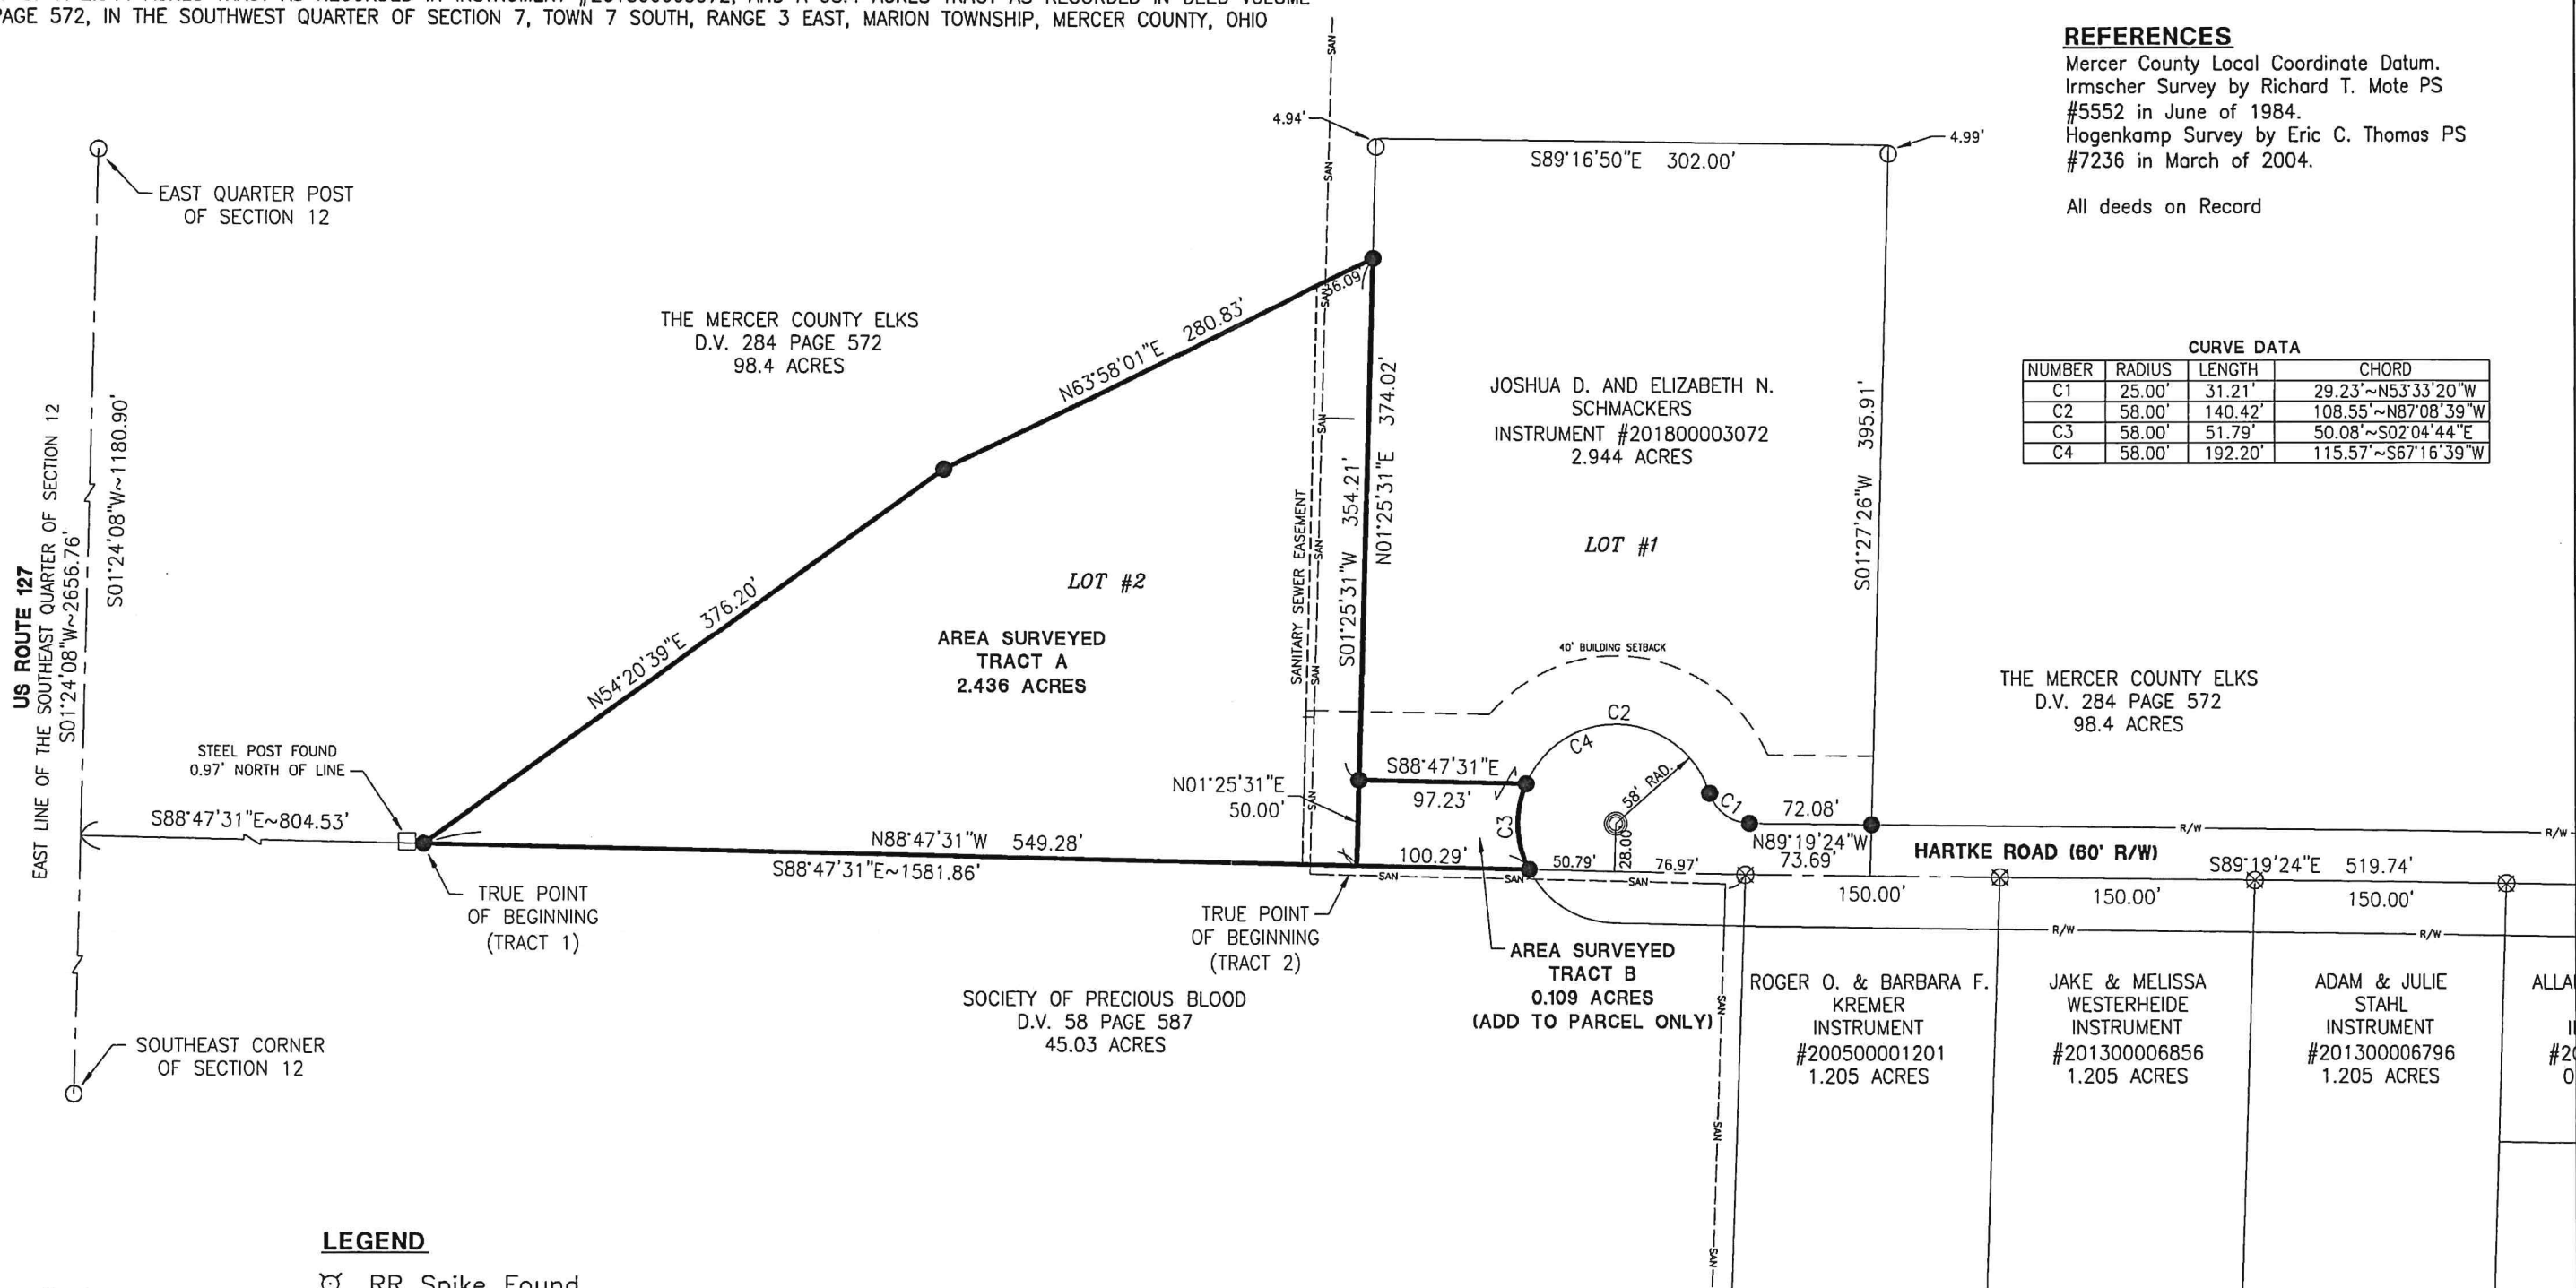 PAGE 572, IN THE SOUTHWEST QUARTER OF SECTION 7, TOWN 7 SOUTH, RANGE 3 EAST, MARION TOWNSHIP, MERCER COUNTY, OHIO
REFERENCES
Mercer County Local Coordinate Datum.
Irmscher Survey by Richard T. Mote PS
#5552 in June of 1984.
Hogenkamp Survey by Eric C. Thomas PS
#7236 in March of 2004.
All deeds on Record
CURVE DATA
NUMBER RADIUS LENGTH CHORD
C1 25.00' 31.21' 29.23'~N53°33'20"W
C2 58.00' 140.42' 108.55'~N87°08'39"W
C3 58.00' 51.79' 50.08'~S02°04'44"E
C4 58.00' 192.20' 115.57'~S67°16'39"W
EAST QUARTER POST
OF SECTION 12
US ROUTE 127
EAST LINE OF THE SOUTHEAST QUARTER OF SECTION 12
S01°24'08"W~2656.76'
S01°24'08"W~1180.90'
THE MERCER COUNTY ELKS
D.V. 284 PAGE 572
98.4 ACRES
N63°58'01"E 280.83'
36.09'
4.94'
S89°16'50"E 302.00'
4.99'
SAN
SAN
SAN
SAN
SAN
SAN
SAN
SAN
SANITARY SEWER EASEMENT
S01°25'31"W 354.21'
N01°25'31"E 374.02'
JOSHUA D. AND ELIZABETH N.
SCHMACKERS
INSTRUMENT #201800003072
2.944 ACRES
LOT #1
S01°27'26"W 395.91'
40' BUILDING SETBACK
LOT #2
AREA SURVEYED
TRACT A
2.436 ACRES
N54°20'39"E 376.20'
STEEL POST FOUND
0.97' NORTH OF LINE
S88°47'31"E~804.53'
N88°47'31"W 549.28'
S88°47'31"E~1581.86'
TRUE POINT
OF BEGINNING
(TRACT 1)
N01°25'31"E
50.00'
S88°47'31"E
97.23'
C2
C4
C3
C1
58' RAD.
28.00'
72.08'
N89°19'24"W
73.69'
100.29'
50.79'
76.97'
SAN
SAN
SAN
THE MERCER COUNTY ELKS
D.V. 284 PAGE 572
98.4 ACRES
R/W
R/W
HARTKE ROAD (60' R/W)
S89°19'24"E 519.74'
150.00'
150.00'
150.00'
R/W
R/W
TRUE POINT
OF BEGINNING
(TRACT 2)
AREA SURVEYED
TRACT B
0.109 ACRES
(ADD TO PARCEL ONLY)
SOCIETY OF PRECIOUS BLOOD
D.V. 58 PAGE 587
45.03 ACRES
SAN
SAN
SAN
ROGER O. & BARBARA F.
KREMER
INSTRUMENT
#200500001201
1.205 ACRES
JAKE & MELISSA
WESTERHEIDE
INSTRUMENT
#201300006856
1.205 ACRES
ADAM & JULIE
STAHL
INSTRUMENT
#201300006796
1.205 ACRES
SOUTHEAST CORNER
OF SECTION 12
LEGEND
RR Spike Found